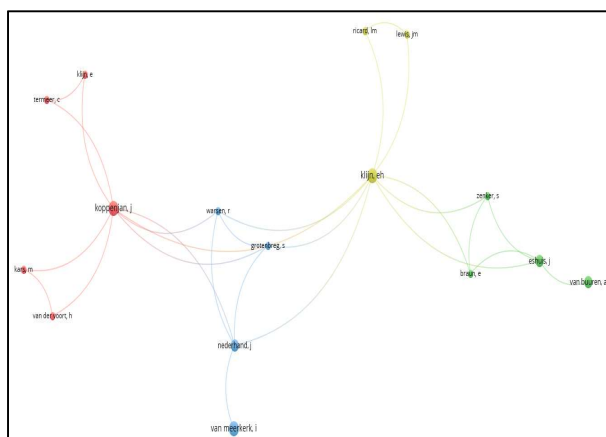 ricard, lm
lewis, jm
klijn, e
termeer, c
klijn, eh
zenker, s
koppenjan, j
warsen, r
grotenbreg, s
eshuis, j
kars, m
braun, e
van buuren, a
van der voort, h
nederhand, j
van meerkerk, i